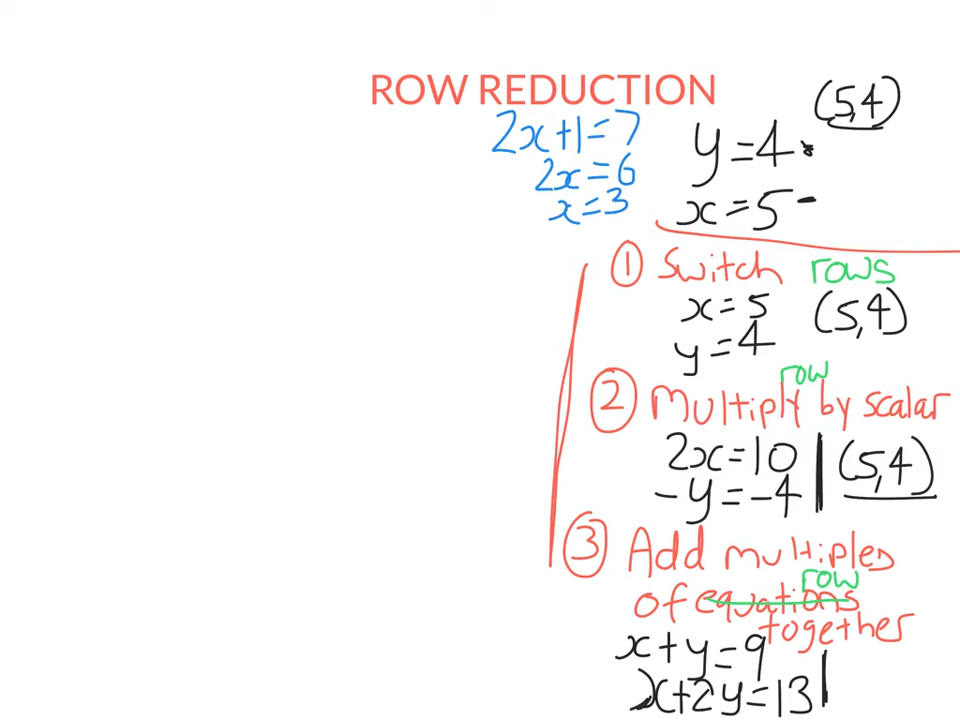 ROW REDUCTION
(5,4)
2x+1=7
2x=6
x=3
y=4
x=5
① Switch rows
x=5 (5,4)
y=4
row
② Multiply by scalar
2x=10 (5,4)
-y=-4
③ Add multiples
row
of equations
together
x+y=9
x+2y=13